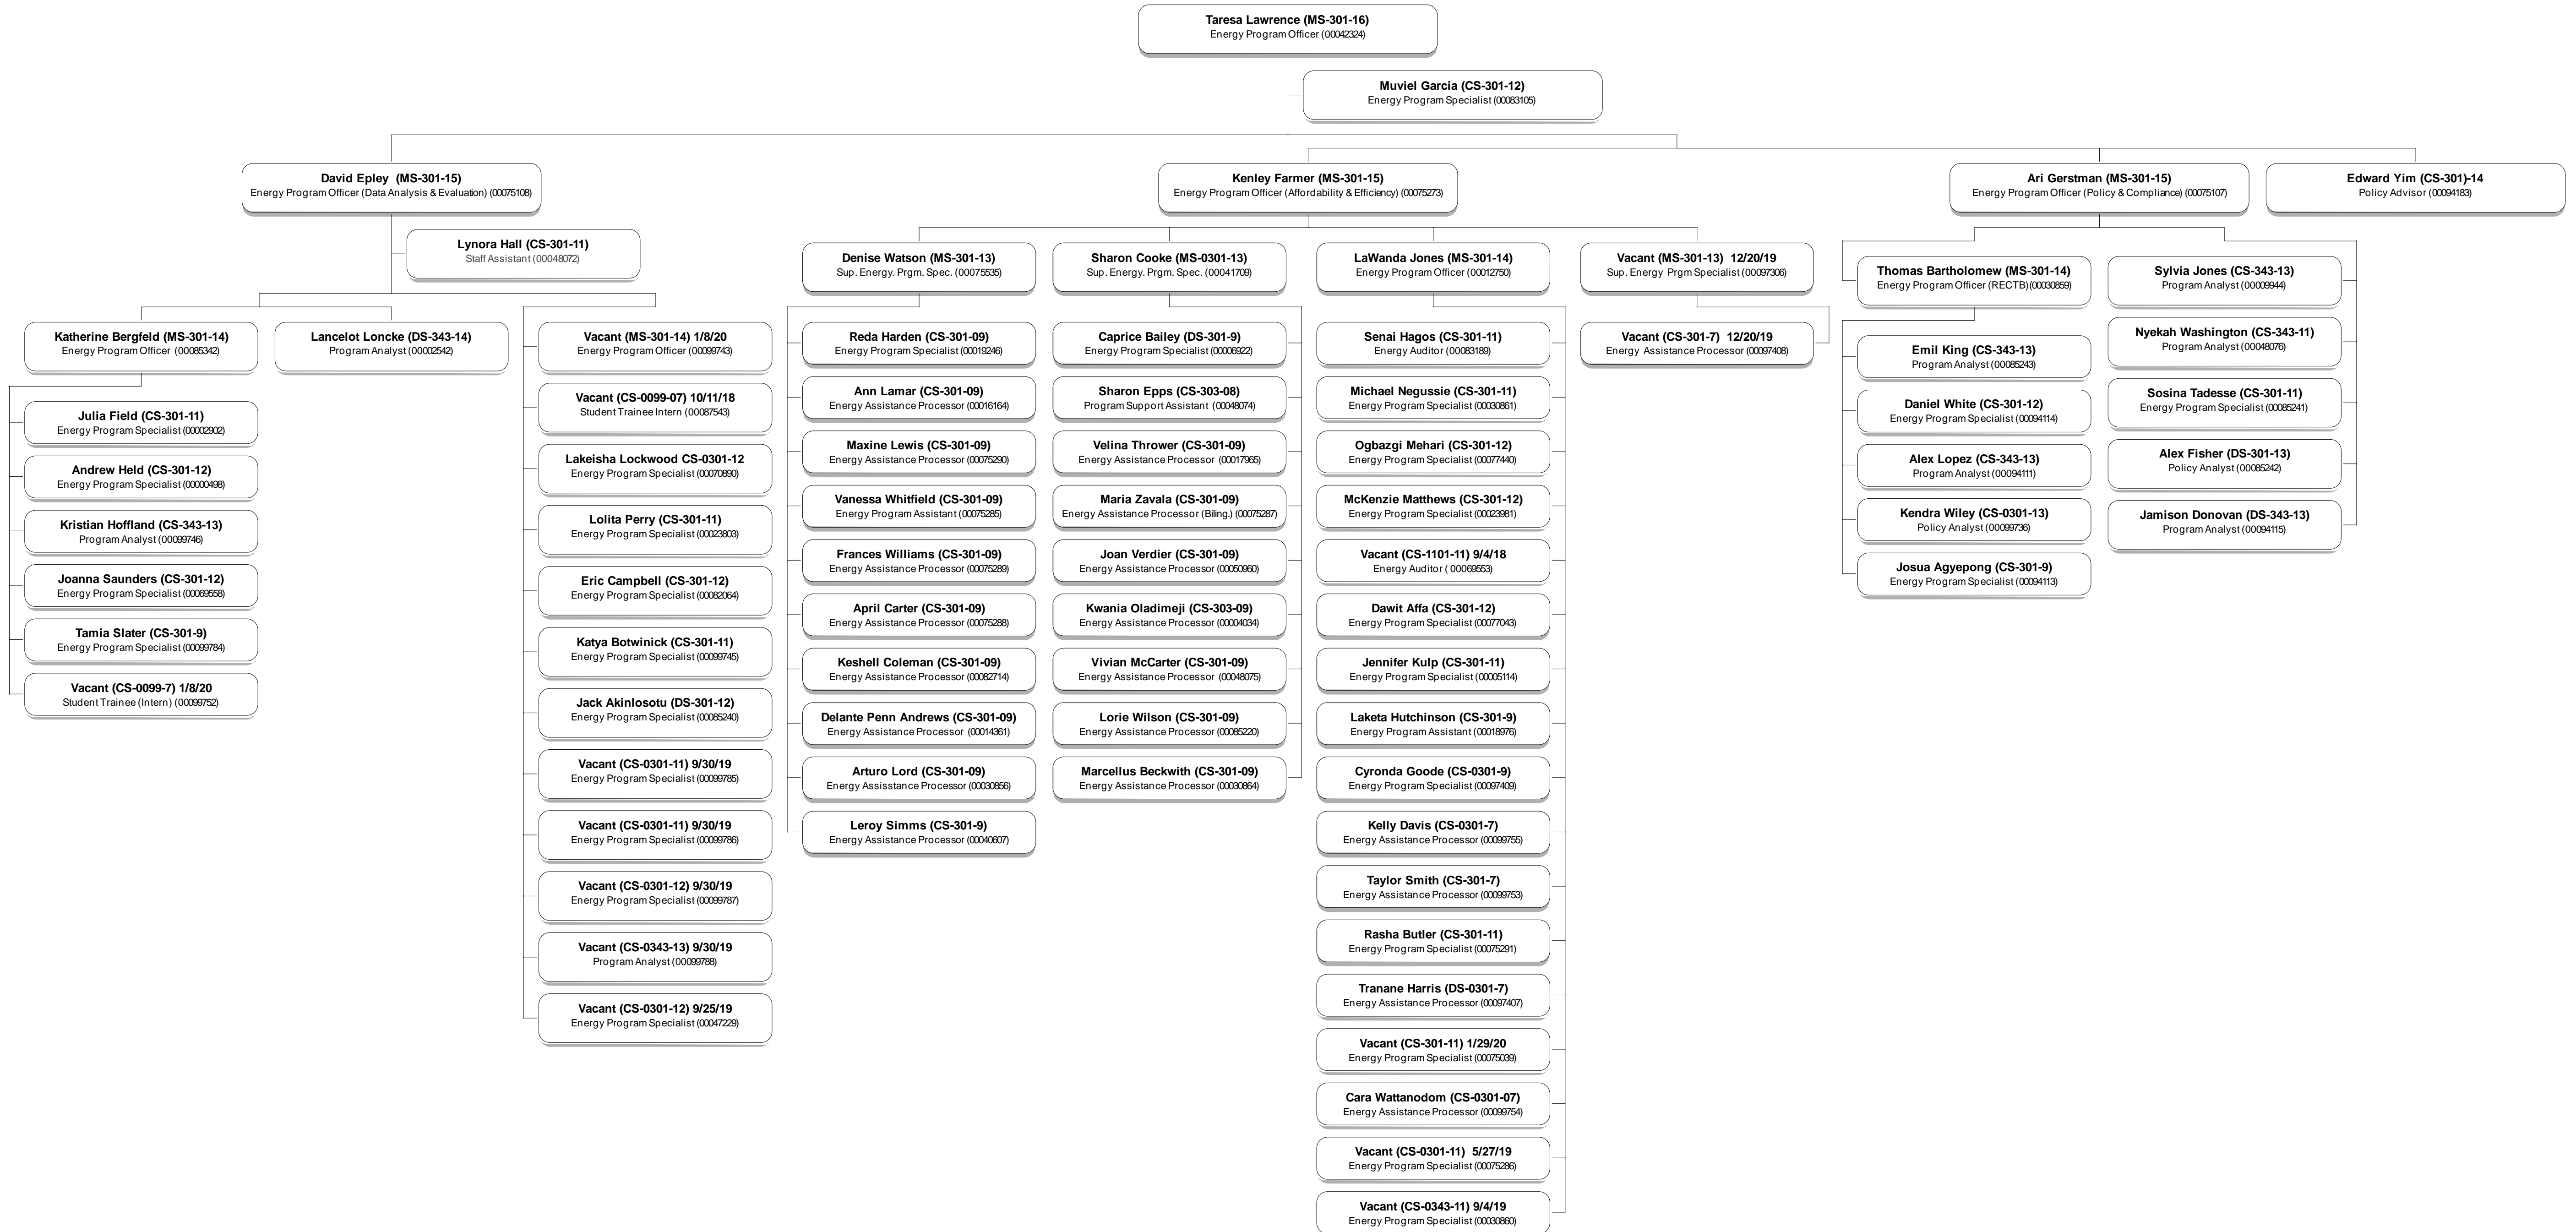 Taresa Lawrence (MS-301-16)
Energy Program Officer (00042324)
Muviel Garcia (CS-301-12)
Energy Program Specialist (00083105)
David Epley (MS-301-15)
Energy Program Officer (Data Analysis & Evaluation) (00075108)
Kenley Farmer (MS-301-15)
Energy Program Officer (Affordability & Efficiency) (00075273)
Ari Gerstman (MS-301-15)
Energy Program Officer (Policy & Compliance) (00075107)
Edward Yim (CS-301)-14
Policy Advisor (00094183)
Lynora Hall (CS-301-11)
Staff Assistant (00048072)
Katherine Bergfeld (MS-301-14)
Energy Program Officer (00085342)
Julia Field (CS-301-11)
Energy Program Specialist (00002902)
Andrew Held (CS-301-12)
Energy Program Specialist (00000498)
Kristian Hoffland (CS-343-13)
Program Analyst (00099746)
Joanna Saunders (CS-301-12)
Energy Program Specialist (00069558)
Tamia Slater (CS-301-9)
Energy Program Specialist (00099784)
Vacant (CS-0099-7) 1/8/20
Student Trainee (Intern) (00099752)
Lancelot Loncke (DS-343-14)
Program Analyst (00002542)
Vacant (MS-301-14) 1/8/20
Energy Program Officer (00099743)
Vacant (CS-0099-07) 10/11/18
Student Trainee Intern (00087543)
Lakeisha Lockwood CS-0301-12
Energy Program Specialist (00070890)
Lolita Perry (CS-301-11)
Energy Program Specialist (00023803)
Eric Campbell (CS-301-12)
Energy Program Specialist (00082064)
Katya Botwinick (CS-301-11)
Energy Program Specialist (00099745)
Jack Akinlosotu (DS-301-12)
Energy Program Specialist (00085240)
Vacant (CS-0301-11) 9/30/19
Energy Program Specialist (00099785)
Vacant (CS-0301-11) 9/30/19
Energy Program Specialist (00099786)
Vacant (CS-0301-12) 9/30/19
Energy Program Specialist (00099787)
Vacant (CS-0343-13) 9/30/19
Program Analyst (00099788)
Vacant (CS-0301-12) 9/25/19
Energy Program Specialist (00047229)
Denise Watson (MS-301-13)
Sup. Energy. Prgm. Spec. (00075535)
Reda Harden (CS-301-09)
Energy Program Specialist (00019246)
Ann Lamar (CS-301-09)
Energy Assistance Processor (00016164)
Maxine Lewis (CS-301-09)
Energy Assistance Processor (00075290)
Vanessa Whitfield (CS-301-09)
Energy Program Assistant (00075285)
Frances Williams (CS-301-09)
Energy Assistance Processor (00075289)
April Carter (CS-301-09)
Energy Assistance Processor (00075288)
Keshell Coleman (CS-301-09)
Energy Assistance Processor (00082714)
Delante Penn Andrews (CS-301-09)
Energy Assistance Processor (00014361)
Arturo Lord (CS-301-09)
Energy Assisstance Processor (00030856)
Leroy Simms (CS-301-9)
Energy Assistance Processor (00040607)
Sharon Cooke (MS-0301-13)
Sup. Energy. Prgm. Spec. (00041709)
Caprice Bailey (DS-301-9)
Energy Program Specialist (00006922)
Sharon Epps (CS-303-08)
Program Support Assistant (00048074)
Velina Thrower (CS-301-09)
Energy Assistance Processor (00017965)
Maria Zavala (CS-301-09)
Energy Assistance Processor (Biling.) (00075287)
Joan Verdier (CS-301-09)
Energy Assistance Processor (00050960)
Kwania Oladimeji (CS-303-09)
Energy Assistance Processor (00004034)
Vivian McCarter (CS-301-09)
Energy Assistance Processor (00048075)
Lorie Wilson (CS-301-09)
Energy Assistance Processor (00085220)
Marcellus Beckwith (CS-301-09)
Energy Assistance Processor (00030864)
LaWanda Jones (MS-301-14)
Energy Program Officer (00012750)
Senai Hagos (CS-301-11)
Energy Auditor (00083189)
Michael Negussie (CS-301-11)
Energy Program Specialist (00030861)
Ogbazgi Mehari (CS-301-12)
Energy Program Specialist (00077440)
McKenzie Matthews (CS-301-12)
Energy Program Specialist (00023981)
Vacant (CS-1101-11) 9/4/18
Energy Auditor ( 00069553)
Dawit Affa (CS-301-12)
Energy Program Specialist (00077043)
Jennifer Kulp (CS-301-11)
Energy Program Specialist (00005114)
Laketa Hutchinson (CS-301-9)
Energy Program Assistant (00018976)
Cyronda Goode (CS-0301-9)
Energy Program Specialist (00097409)
Kelly Davis (CS-0301-7)
Energy Assistance Processor (00099755)
Taylor Smith (CS-301-7)
Energy Assistance Processor (00099753)
Rasha Butler (CS-301-11)
Energy Program Specialist (00075291)
Tranane Harris (DS-0301-7)
Energy Assistance Processor (00097407)
Vacant (CS-301-11) 1/29/20
Energy Program Specialist (00075039)
Cara Wattanodom (CS-0301-07)
Energy Assistance Processor (00099754)
Vacant (CS-0301-11) 5/27/19
Energy Program Specialist (00075286)
Vacant (CS-0343-11) 9/4/19
Energy Program Specialist (00030860)
Vacant (MS-301-13) 12/20/19
Sup. Energy Prgm Specialist (00097306)
Vacant (CS-301-7) 12/20/19
Energy Assistance Processor (00097408)
Thomas Bartholomew (MS-301-14)
Energy Program Officer (RECTB)(00030859)
Emil King (CS-343-13)
Program Analyst (00085243)
Daniel White (CS-301-12)
Energy Program Specialist (00094114)
Alex Lopez (CS-343-13)
Program Analyst (00094111)
Kendra Wiley (CS-0301-13)
Policy Analyst (00099736)
Josua Agyepong (CS-301-9)
Energy Program Specialist (00094113)
Sylvia Jones (CS-343-13)
Program Analyst (00009944)
Nyekah Washington (CS-343-11)
Program Analyst (00048076)
Sosina Tadesse (CS-301-11)
Energy Program Specialist (00085241)
Alex Fisher (DS-301-13)
Policy Analyst (00085242)
Jamison Donovan (DS-343-13)
Program Analyst (00094115)